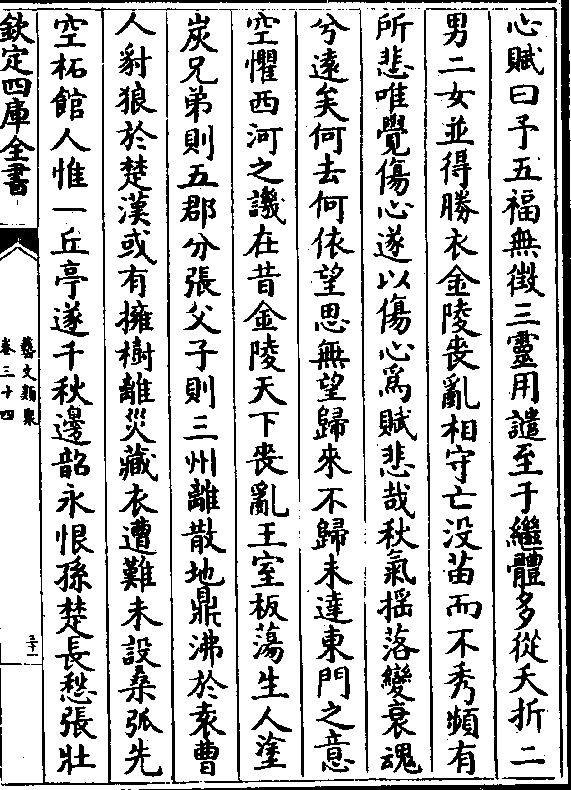 心賦曰予五福無徴三靈用譴至于繼體多從夭折二
男二女並得勝衣金陵喪亂相守亡没苗而不秀頻有
所悲唯覺傷心遂以傷心為賦悲哉秋氣揺落變衰魂
兮遠矣何去何依望思無望歸來不歸未達東門之意
空懼西河之譏在昔金陵天下喪亂王室板蕩生人塗
炭兄弟則五郡分張父子則三州離散地鼎沸於袁曹
人豺狼於楚漢或有擁樹離災藏衣遭難未設桑弧先
空柘館人惟一丘亭遂千秋邊韶永恨孫楚長愁張壯
欽定四庫全書
藝文類聚
卷三十四